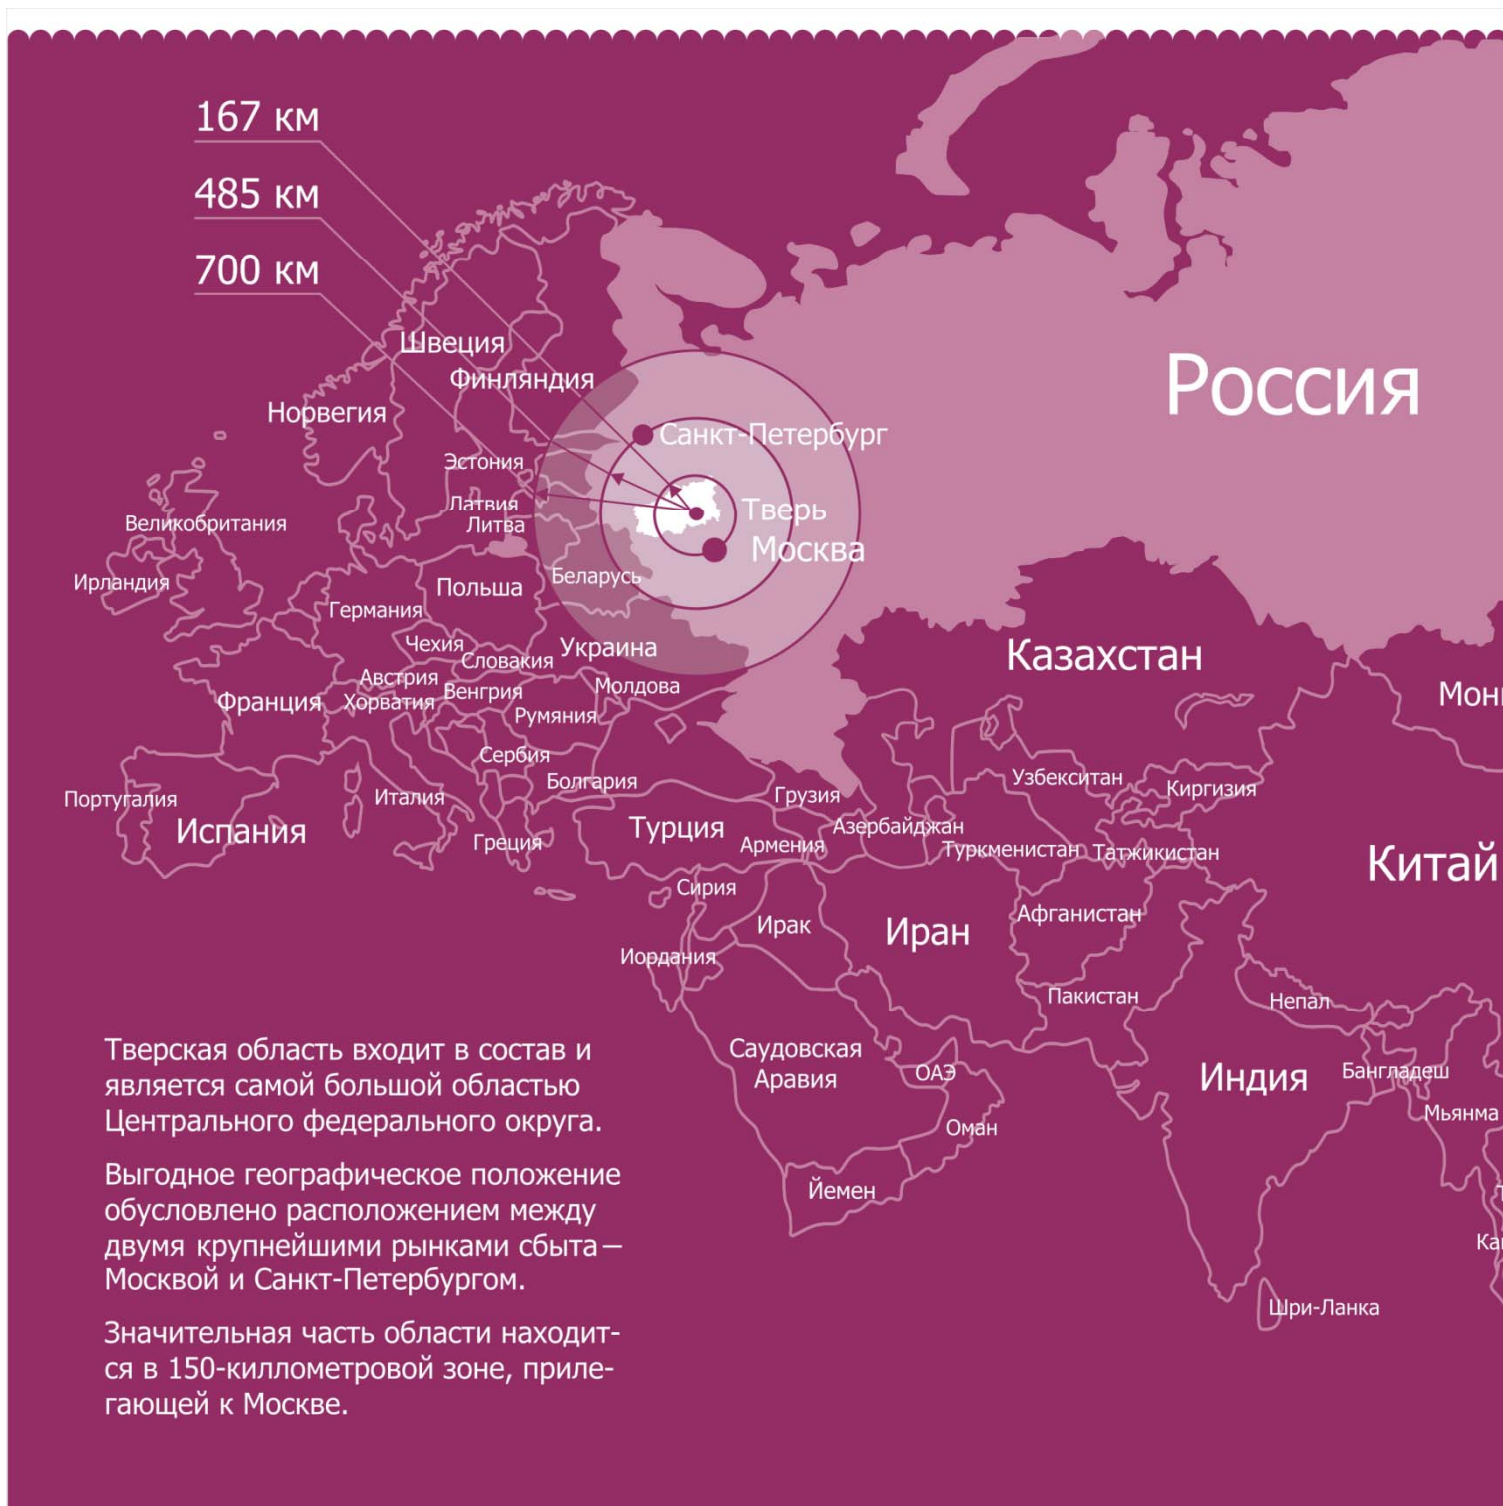 167 км
485 км
700 км
Россия
Швеция
Финляндия
Норвегия
Санкт-Петербург
Эстония
Латвия
Литва
Тверь
Великобритания
Москва
Ирландия
Беларусь
Польша
Германия
Чехия
Украина
Словакия
Казахстан
Австрия
Венгрия
Молдова
Франция
Хорватия
Румыния
Сербия
Болгария
Узбекситан
Киргизия
Португалия
Италия
Грузия
Испания
Турция
Азербайджан
Греция
Армения
Туркменистан
Татжикистан
Китай
Сирия
Афганистан
Ирак
Иран
Иордания
Пакистан
Непал
Саудовская
Аравия
ОАЭ
Индия
Бангладеш
Мьянма
Оман
Йемен
Шри-Ланка
Тверская область входит в состав и
является самой большой областью
Центрального федерального округа.
Выгодное географическое положение
обусловлено расположением между
двумя крупнейшими рынками сбыта —
Москвой и Санкт-Петербургом.
Значительная часть области находит-
ся в 150-киллометровой зоне, приле-
гающей к Москве.